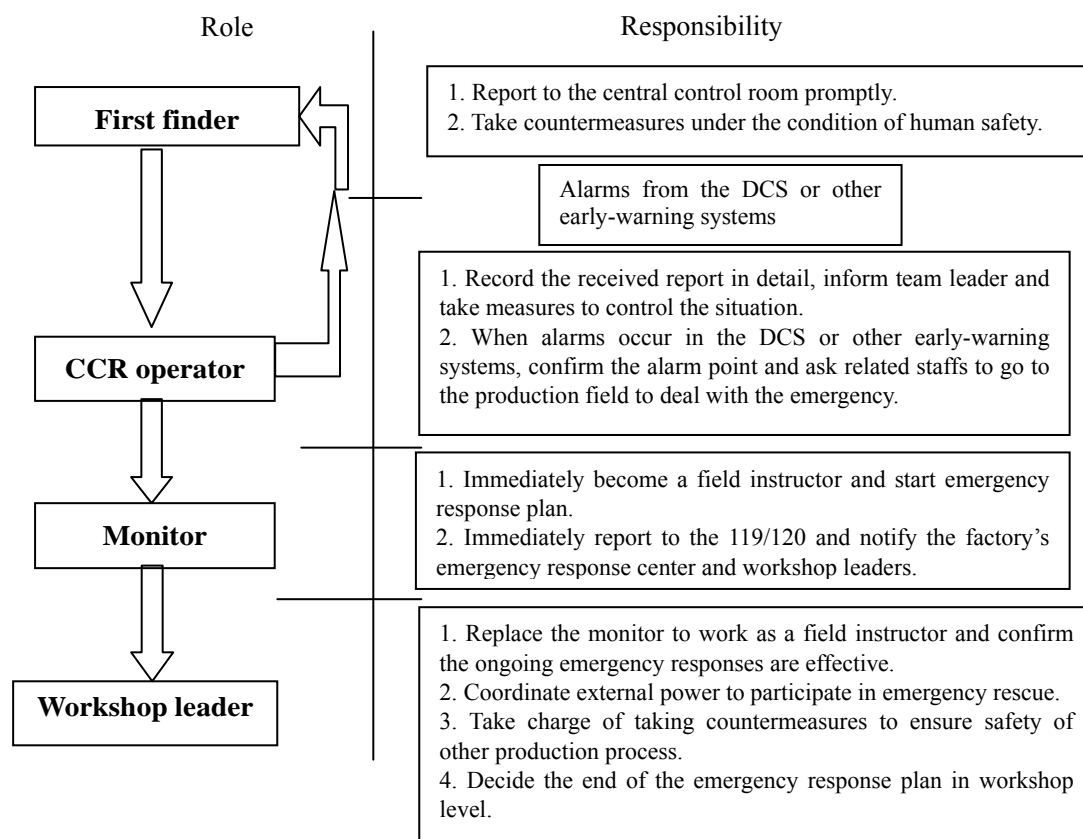 Role
Responsibility
First finder
1. Report to the central control room promptly.
2. Take countermeasures under the condition of human safety.
Alarms from the DCS or other
early-warning systems
CCR operator
1. Record the received report in detail, inform team leader and
take measures to control the situation.
2. When alarms occur in the DCS or other early-warning
systems, confirm the alarm point and ask related staffs to go to
the production field to deal with the emergency.
Monitor
1. Immediately become a field instructor and start emergency
response plan.
2. Immediately report to the 119/120 and notify the factory’s
emergency response center and workshop leaders.
Workshop leader
1. Replace the monitor to work as a field instructor and confirm
the ongoing emergency responses are effective.
2. Coordinate external power to participate in emergency rescue.
3. Take charge of taking countermeasures to ensure safety of
other production process.
4. Decide the end of the emergency response plan in workshop
level.